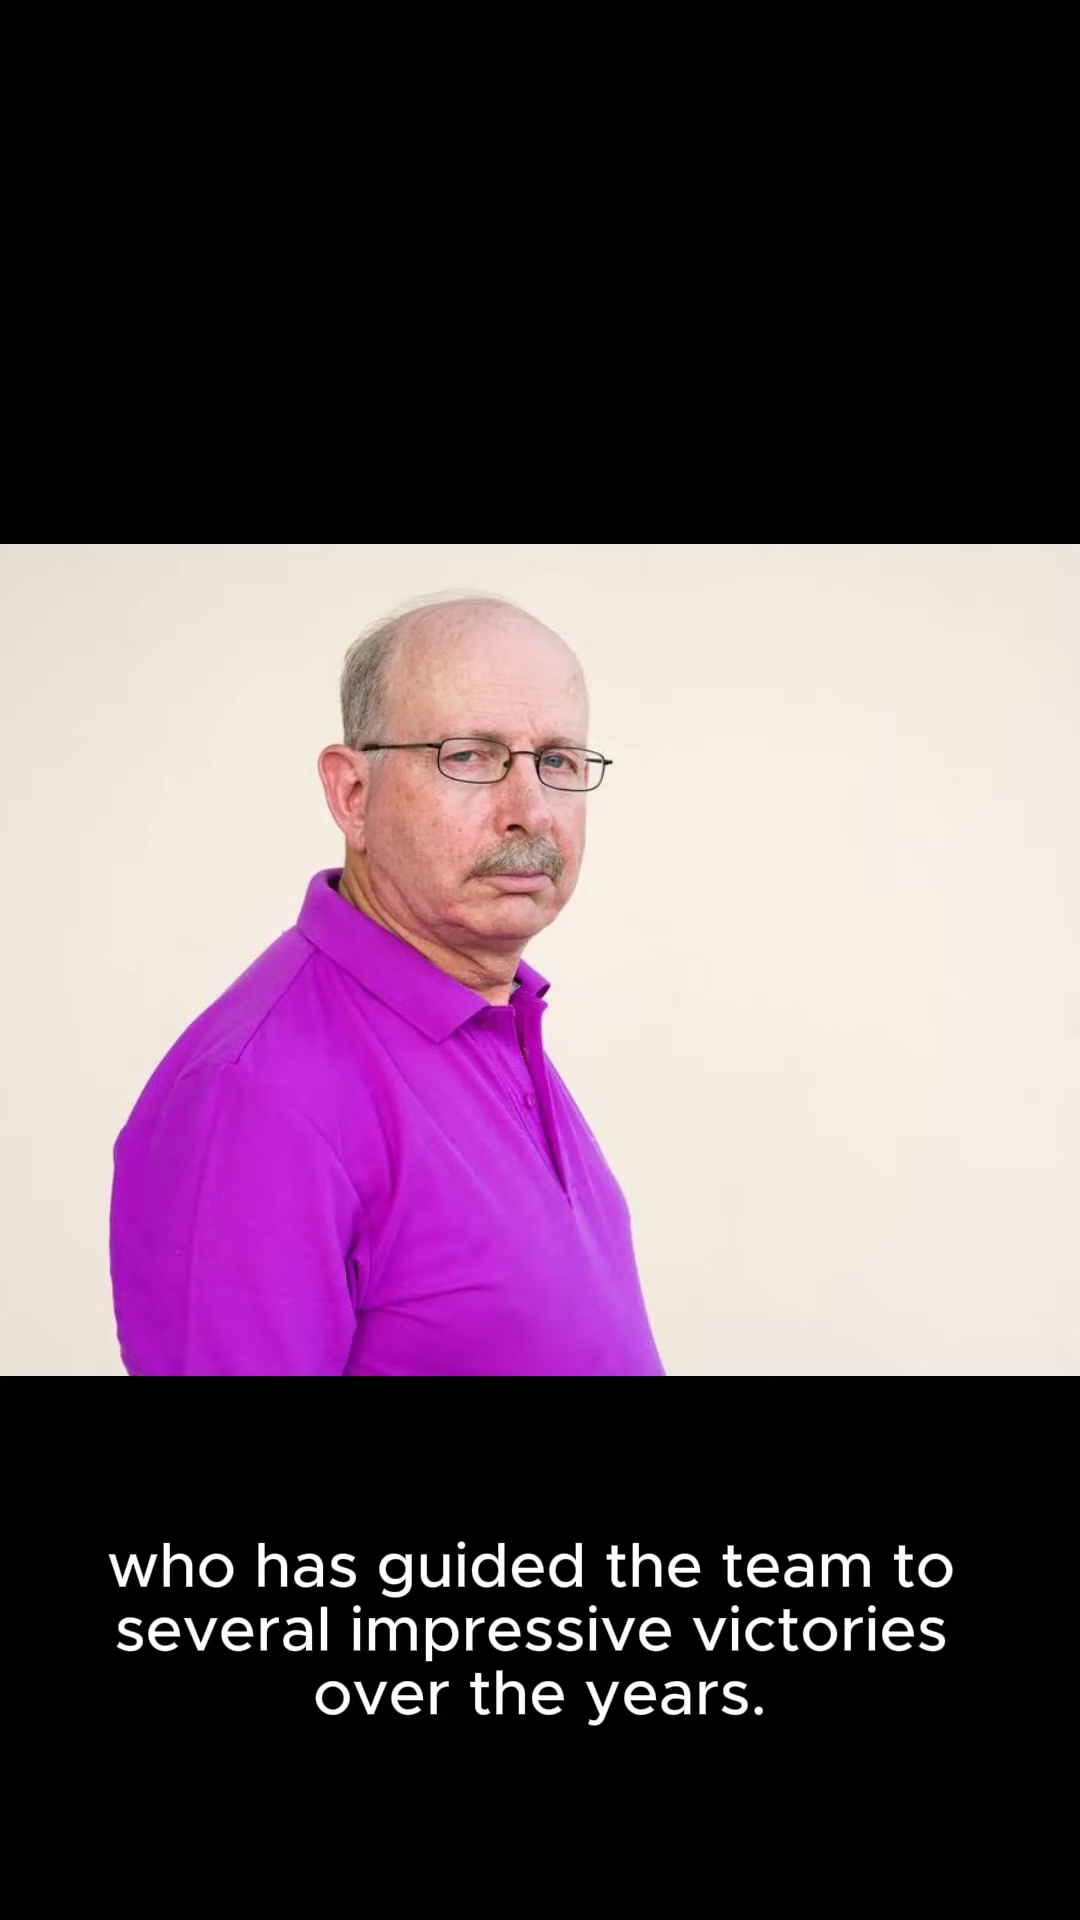 who has guided the team to
several impressive victories
over the years.